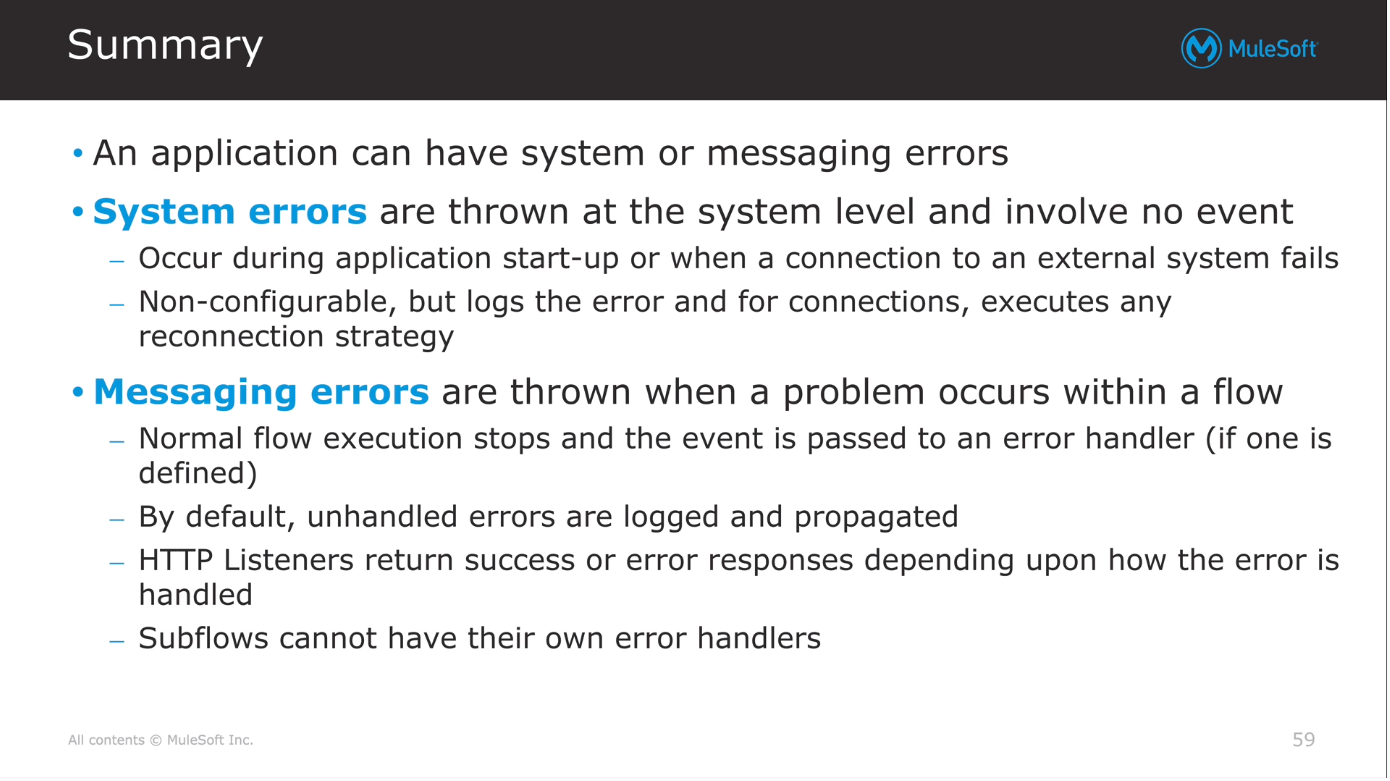 Summary
MuleSoft
• An application can have system or messaging errors
• System errors are thrown at the system level and involve no event
– Occur during application start-up or when a connection to an external system fails
– Non-configurable, but logs the error and for connections, executes any
reconnection strategy
• Messaging errors are thrown when a problem occurs within a flow
– Normal flow execution stops and the event is passed to an error handler (if one is
defined)
– By default, unhandled errors are logged and propagated
– HTTP Listeners return success or error responses depending upon how the error is
handled
– Subflows cannot have their own error handlers
All contents © MuleSoft Inc.
59